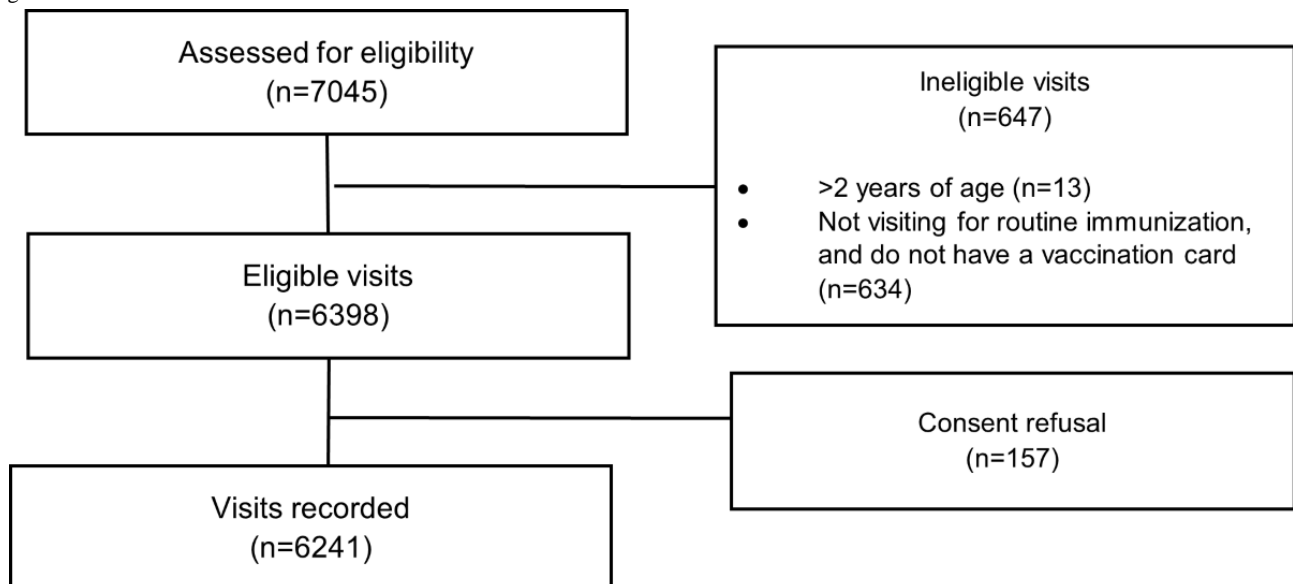 Assessed for eligibility
(n=7045)
Ineligible visits
(n=647)
• >2 years of age (n=13)
• Not visiting for routine immunization,
and do not have a vaccination card
(n=634)
Eligible visits
(n=6398)
Consent refusal
(n=157)
Visits recorded
(n=6241)